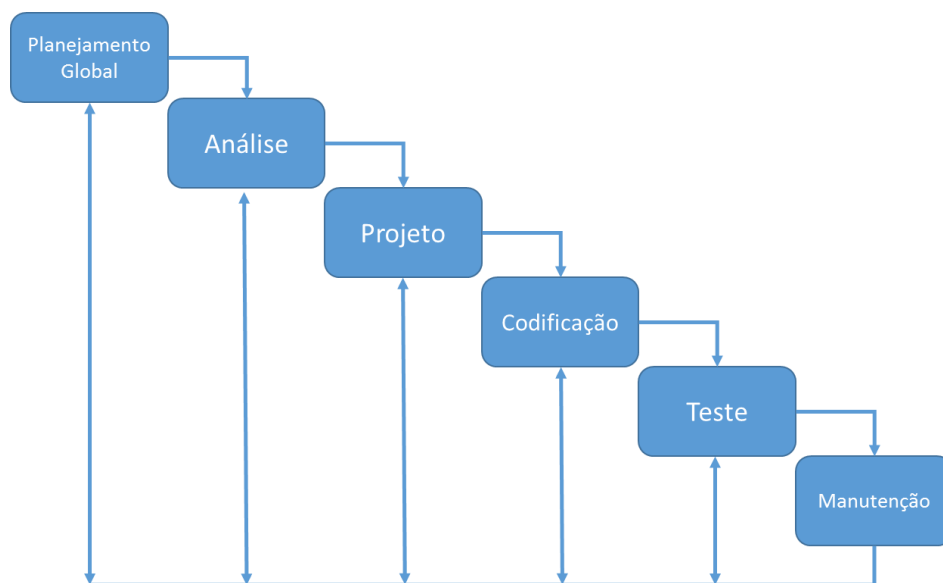 Planejamento
Global
Análise
Projeto
Codificação
Teste
Manutenção